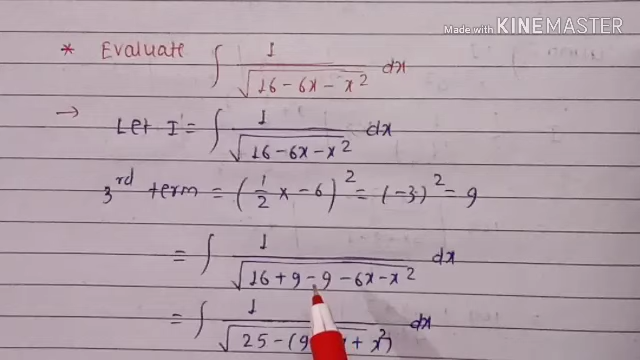 Made with KINEMASTER
* Evaluate ∫ 1/√(16-6x-x²) dx
→ Let I = ∫ 1/√(16-6x-x²) dx
3rd term = (1/2 x -6)² = (-3)² = 9
= ∫ 1/√(16+9-9-6x-x²) dx
= ∫ 1/√(25-(9 + x²) dx